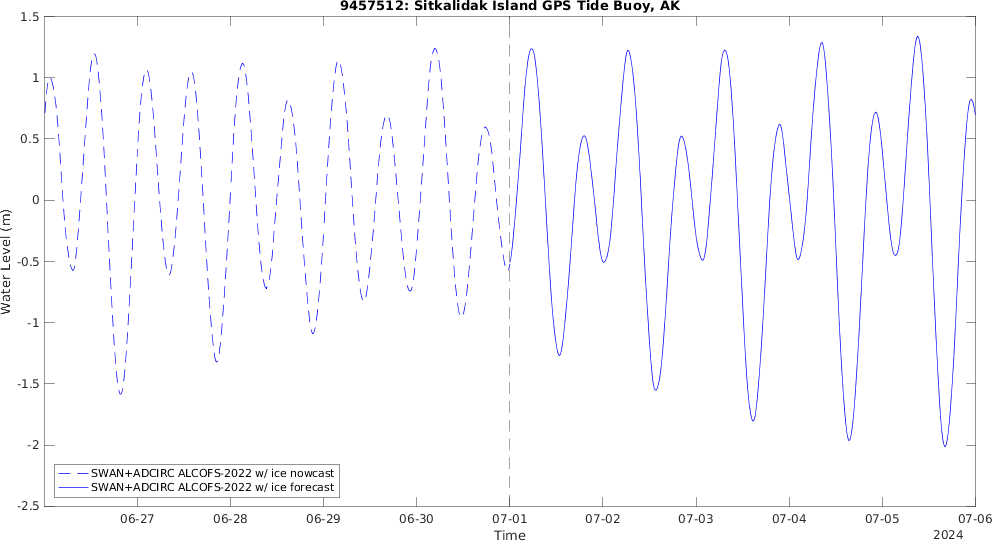 9457512: Sitkalidak Island GPS Tide Buoy, AK
1.5
1
0.5
0
-0.5
-1
-1.5
-2
-2.5
Water Level (m)
SWAN+ADCIRC ALCOFS-2022 w/ ice nowcast
SWAN+ADCIRC ALCOFS-2022 w/ ice forecast
06-27 06-28 06-29 06-30 07-01 07-02 07-03 07-04 07-05 07-06
Time
2024